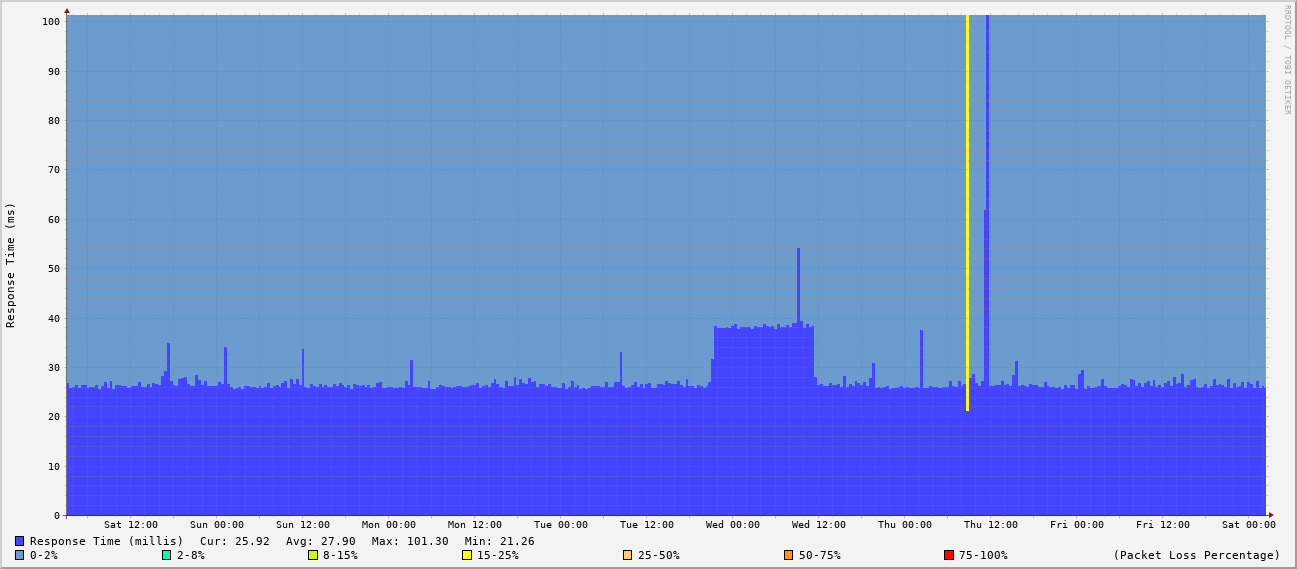 RRDTOOL / TOBI OETIKER
Response Time (ms)
100
90
80
70
60
50
40
30
20
10
0
Sat 12:00 Sun 00:00 Sun 12:00 Mon 00:00 Mon 12:00 Tue 00:00 Tue 12:00 Wed 00:00 Wed 12:00 Thu 00:00 Thu 12:00 Fri 00:00 Fri 12:00 Sat 00:00
Response Time (millis) Cur: 25.92 Avg: 27.90 Max: 101.30 Min: 21.26
0-2% 2-8% 8-15% 15-25% 25-50% 50-75% 75-100% (Packet Loss Percentage)